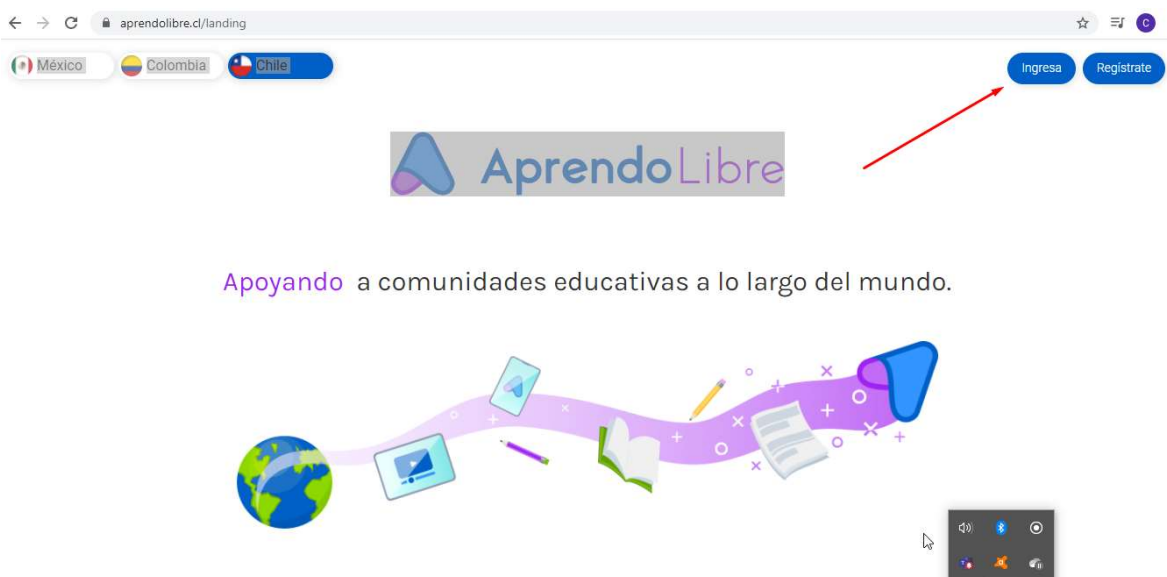 aprendolibre.cl/landing
C
México Colombia Chile
Ingresa Regístrate
AprendoLibre
Apoyando a comunidades educativas a lo largo del mundo.